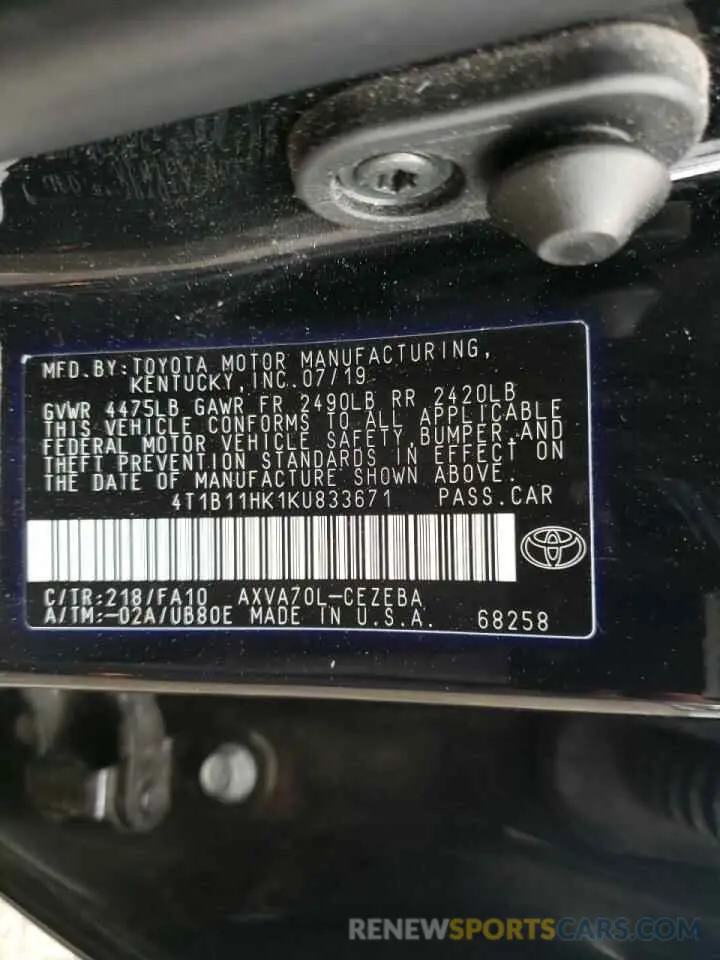 MFD.BY:TOYOTA MOTOR MANUFACTURING,
KENTUCKY,INC.07/19
GVWR 4475LB GAWR FR 2490LB RR 2420LB
THIS VEHICLE CONFORMS TO ALL APPLICABLE
FEDERAL MOTOR VEHICLE SAFETY,BUMPER,AND
THEFT PREVENTION STANDARDS IN EFFECT ON
THE DATE OF MANUFACTURE SHOWN ABOVE.
4T1B11HK1KU833671 PASS.CAR
C/TR:218/FA10 AXVA70L-CEZEBA
A/TM:-02A/UB80E MADE IN U.S.A. 68258
RENEWSPORTSCARS.COM